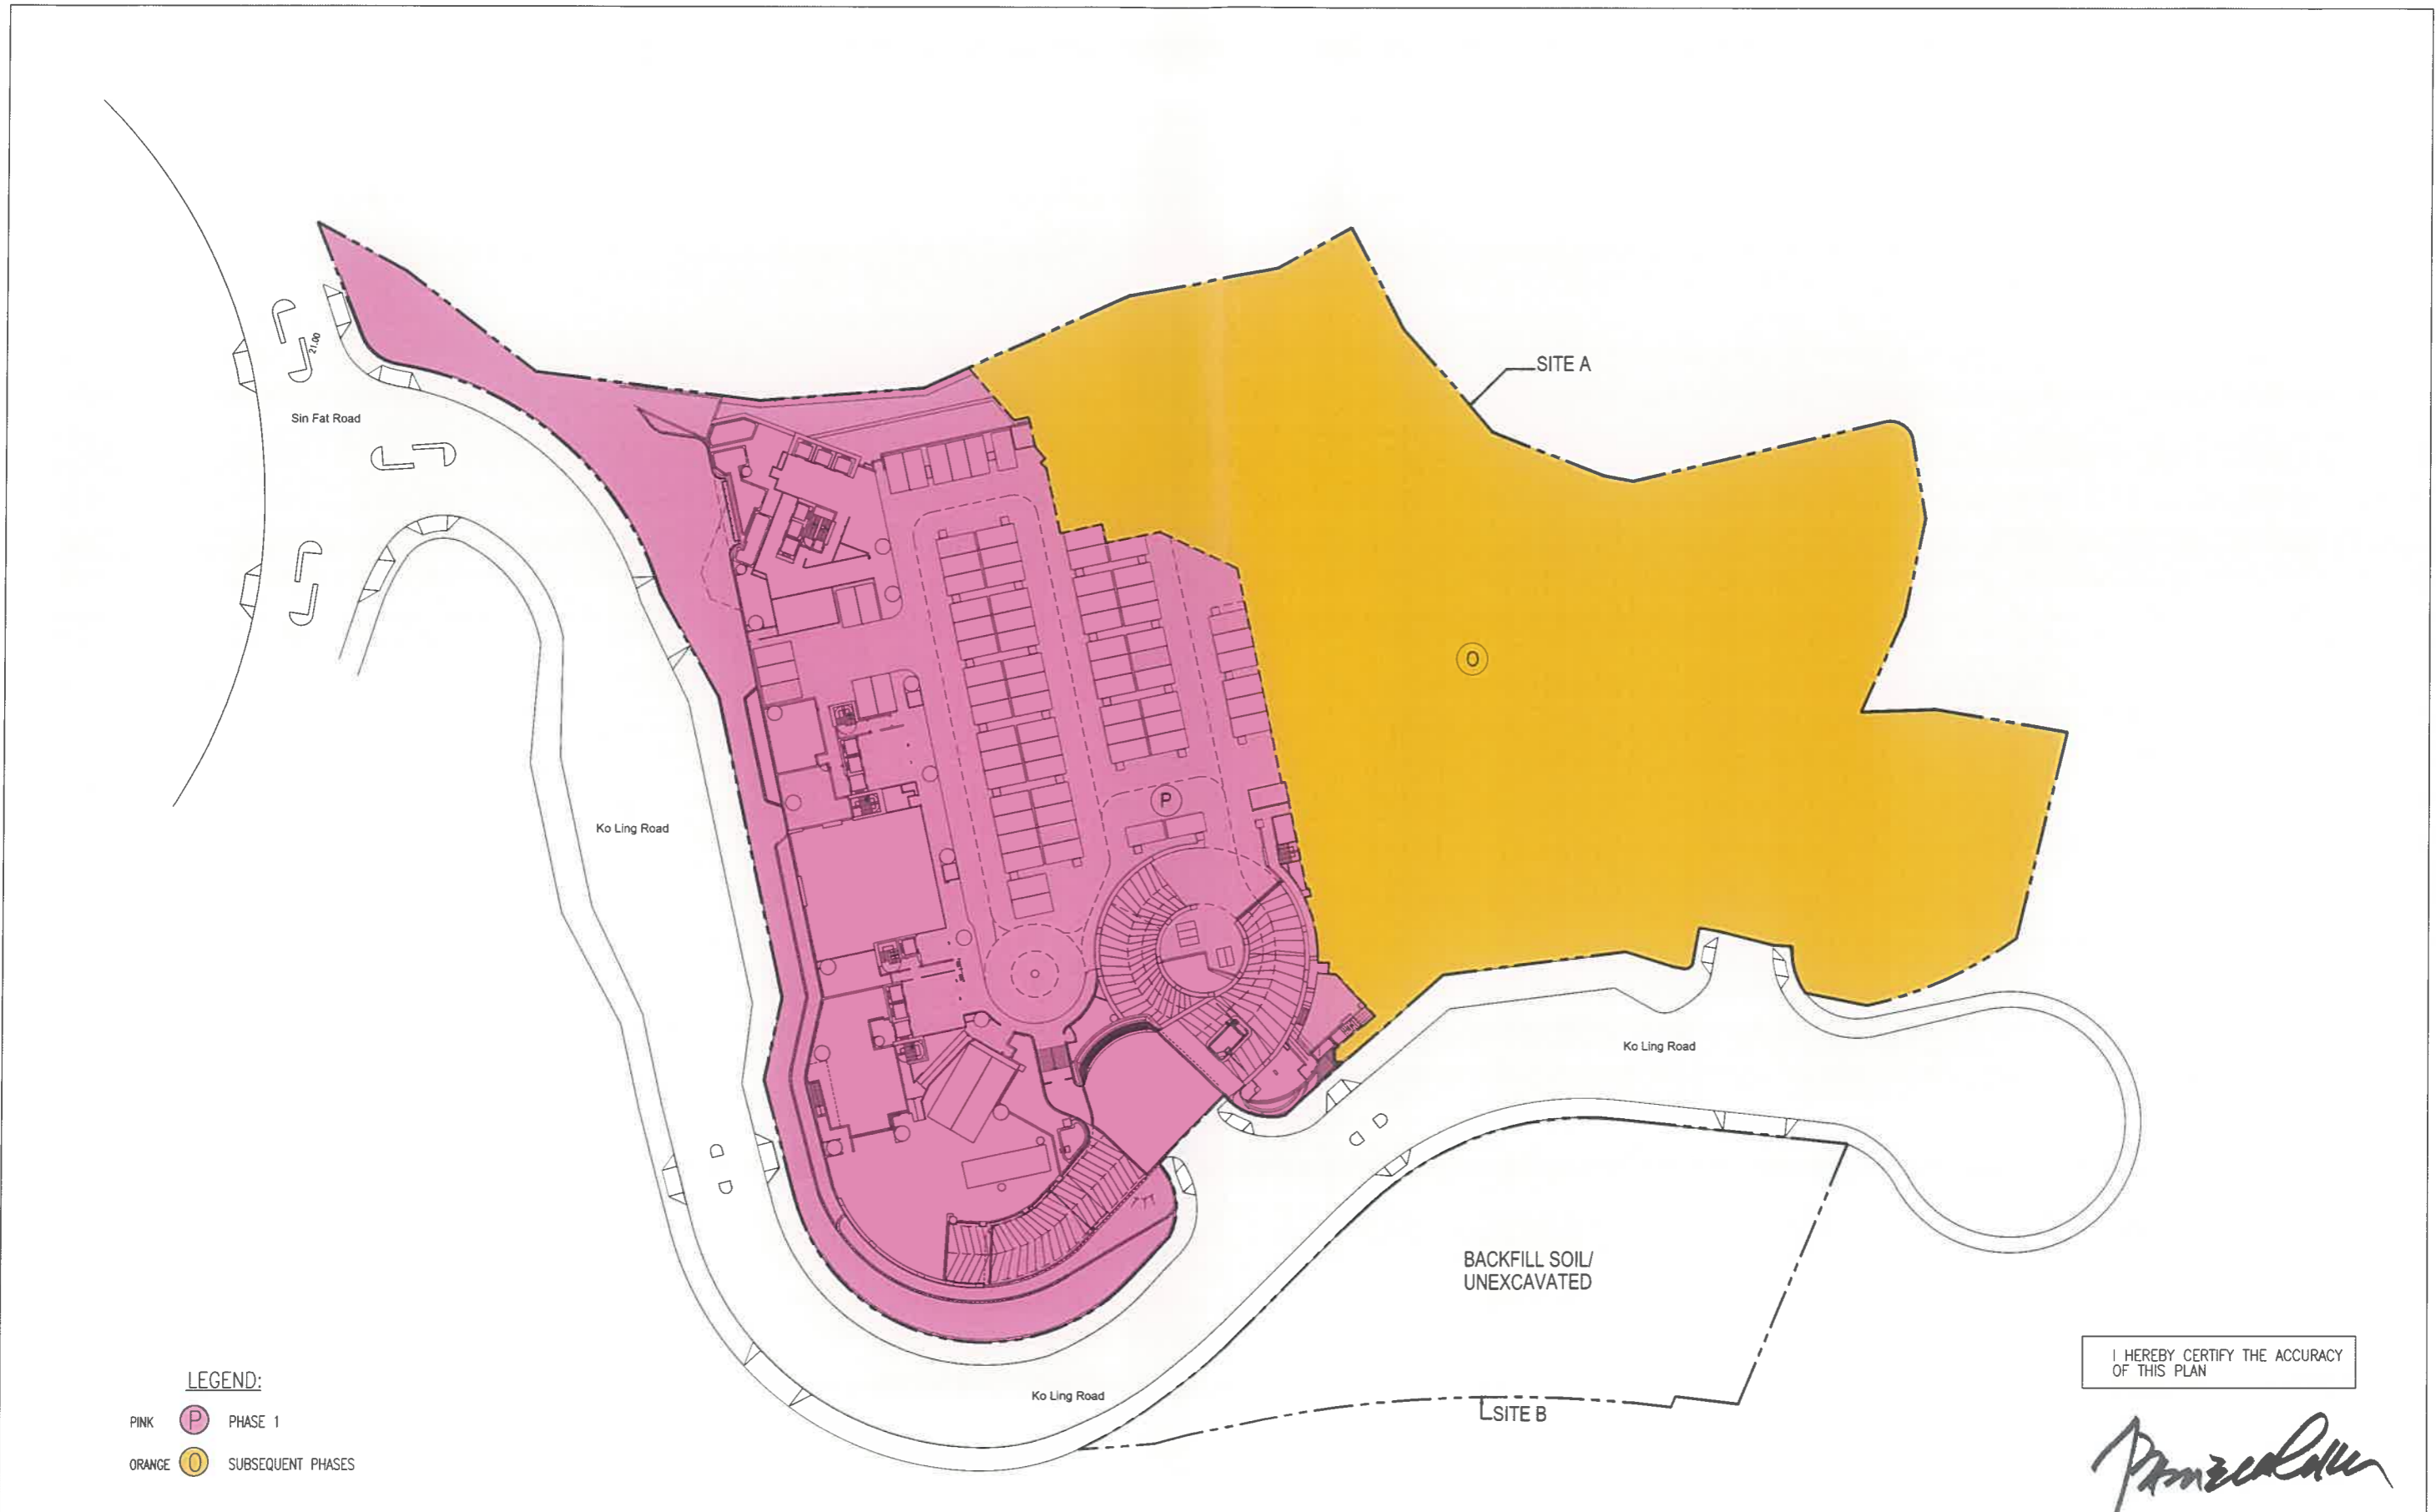 SITE A
21.00
Sin Fat Road
O
P
Ko Ling Road
Ko Ling Road
BACKFILL SOIL/
UNEXCAVATED
Ko Ling Road
SITE B
LEGEND:
PINK P PHASE 1
ORANGE O SUBSEQUENT PHASES
I HEREBY CERTIFY THE ACCURACY
OF THIS PLAN